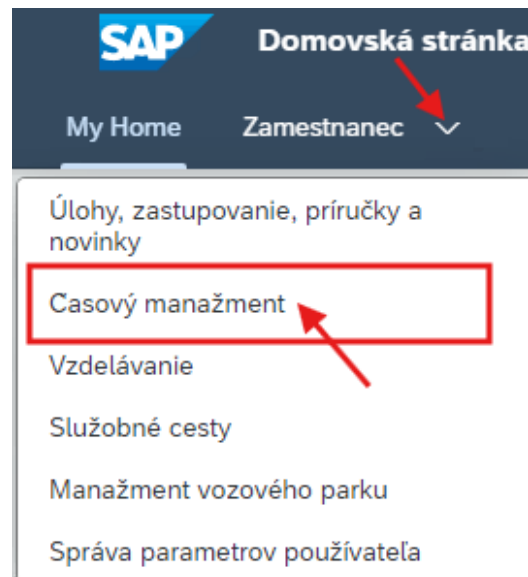 SAP Domovská stránka
My Home Zamestnanec
Úlohy, zastupovanie, príručky a
novinky
Casový manažment
Vzdelávanie
Služobné cesty
Manažment vozového parku
Správa parametrov používateľa